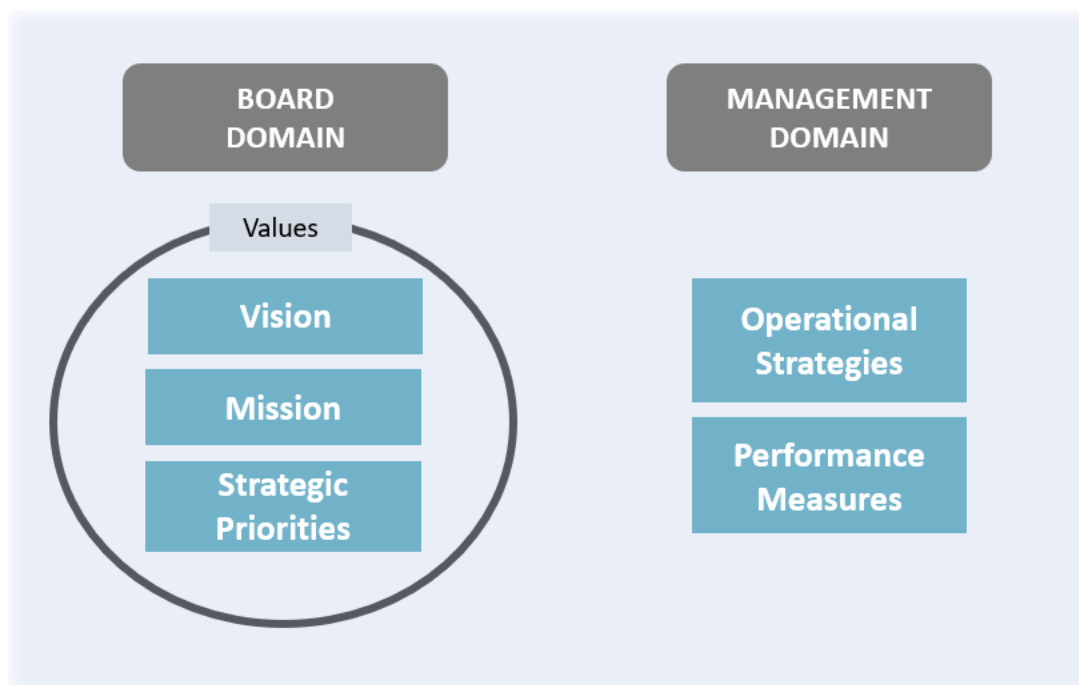 BOARD
DOMAIN
Values
Vision
Mission
Strategic
Priorities
MANAGEMENT
DOMAIN
Operational
Strategies
Performance
Measures